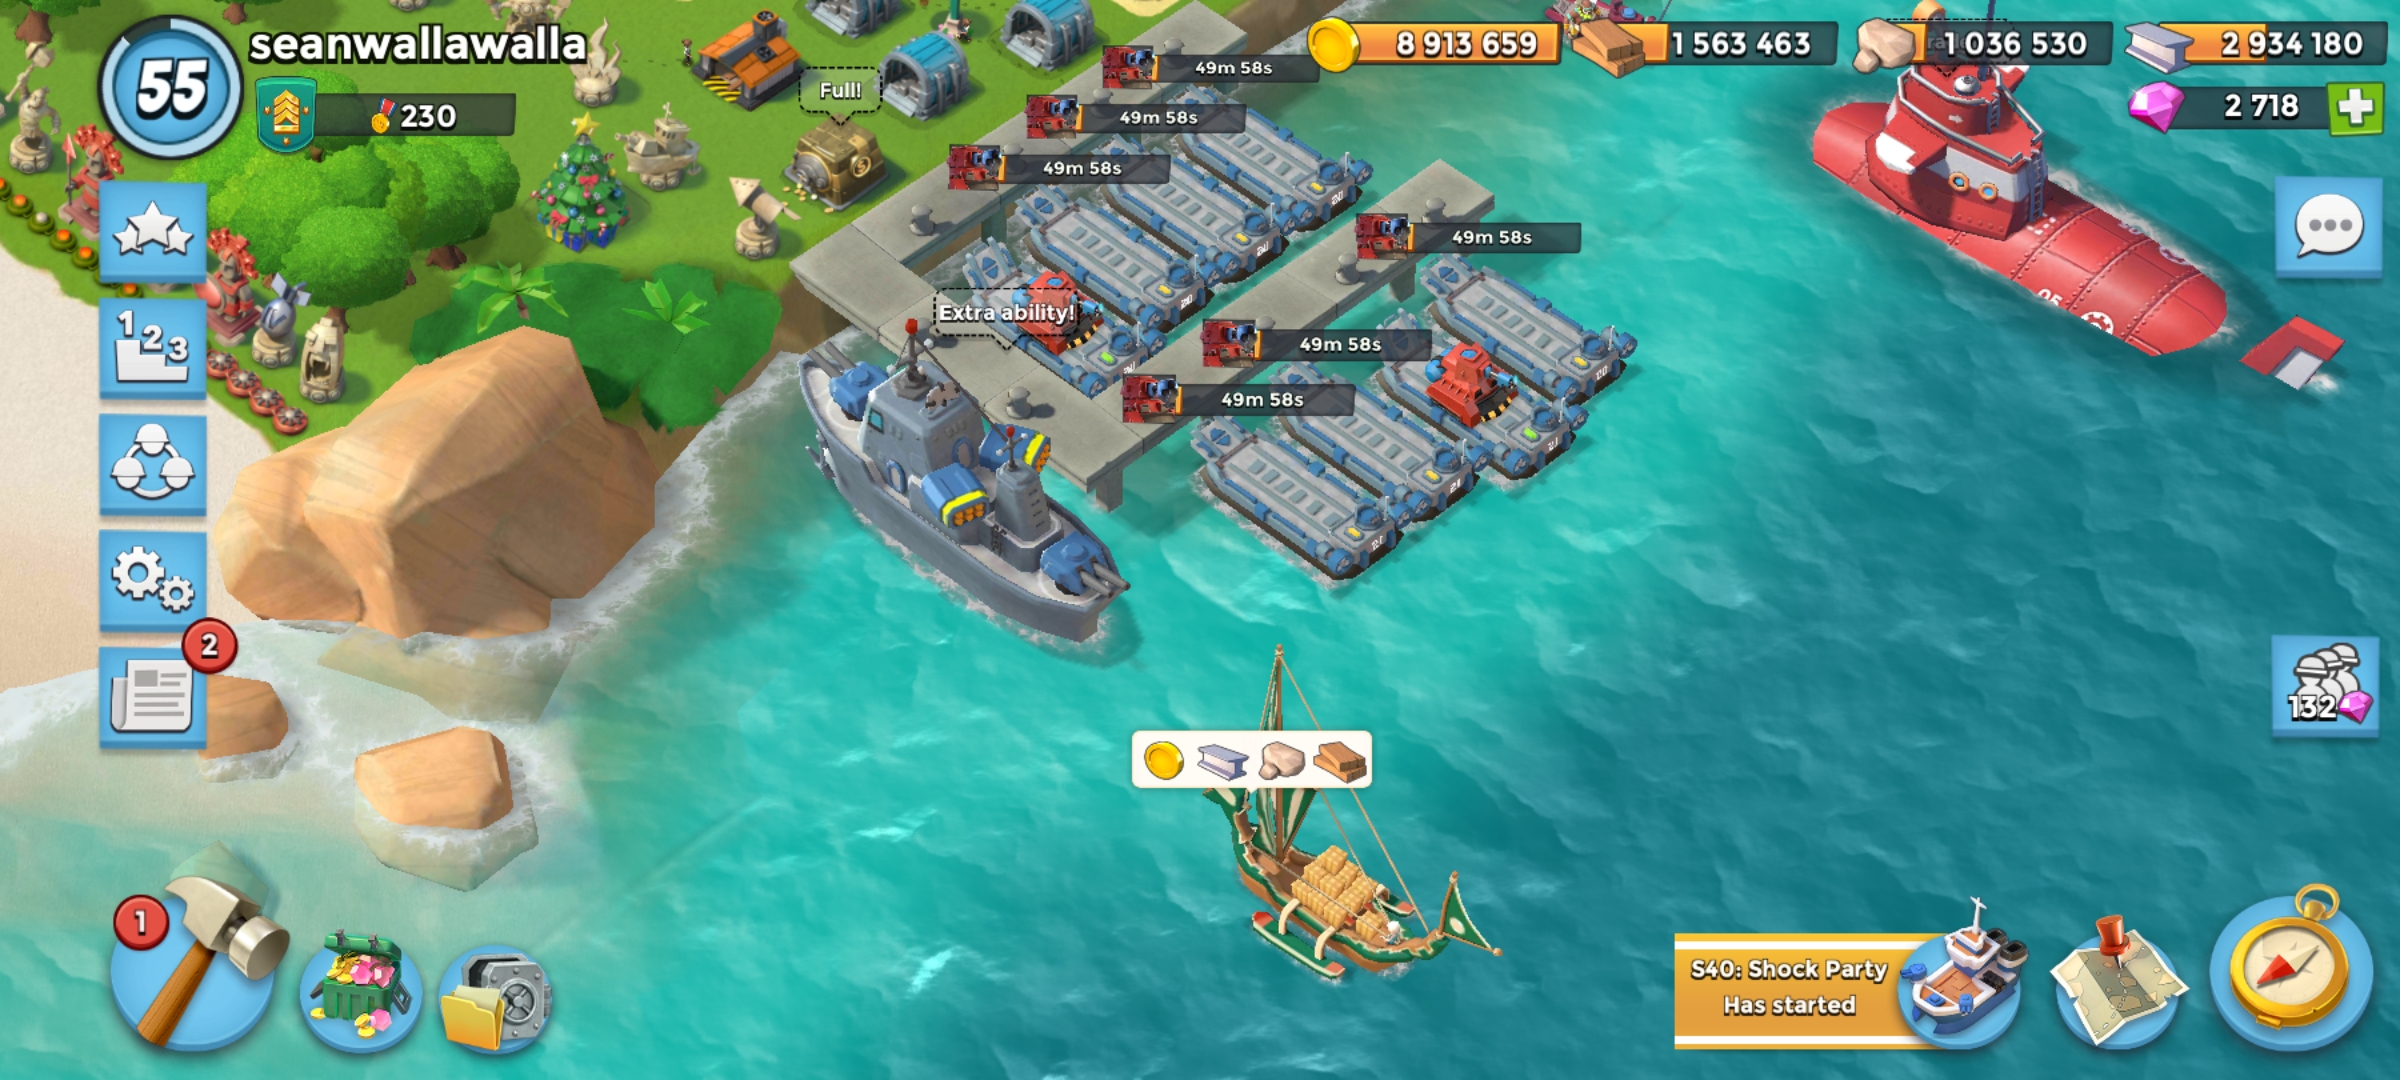 55
seanwallawalla
230
8 913 659
1 563 463
1 036 530
2 934 180
2 718
49m 58s
49m 58s
49m 58s
Full!
49m 58s
Extra ability!
49m 58s
49m 58s
123
2
132
05
1
S40: Shock Party
Has started